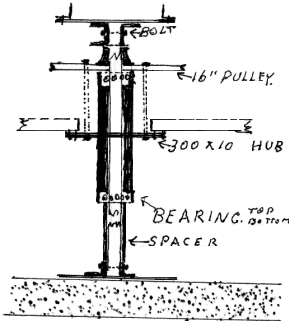 BOLT
16" PULLEY.
300 X 10 HUB
BEARING. TOP BOTTOM
SPACER